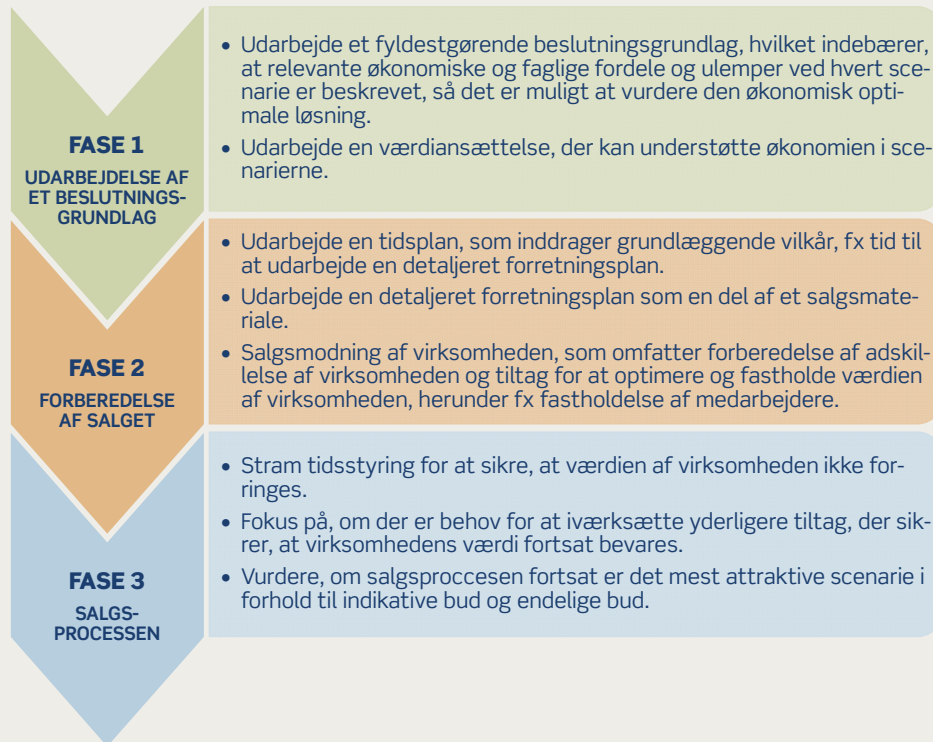 FASE 1
UDARBEJDELSE AF
ET BESLUTNINGS-
GRUNDLAG
• Udarbejde et fyldestgørende beslutningsgrundlag, hvilket indebærer,
at relevante økonomiske og faglige fordele og ulemper ved hvert sce-
narie er beskrevet, så det er muligt at vurdere den økonomisk opti-
male løsning.
• Udarbejde en værdiansættelse, der kan understøtte økonomien i sce-
narierne.
FASE 2
FORBEREDELSE
AF SALGET
• Udarbejde en tidsplan, som inddrager grundlæggende vilkår, fx tid til
at udarbejde en detaljeret forretningsplan.
• Udarbejde en detaljeret forretningsplan som en del af et salgsmate-
riale.
• Salgsmodning af virksomheden, som omfatter forberedelse af adskil-
lelse af virksomheden og tiltag for at optimere og fastholde værdien
af virksomheden, herunder fx fastholdelse af medarbejdere.
FASE 3
SALGS-
PROCESSEN
• Stram tidsstyring for at sikre, at værdien af virksomheden ikke for-
ringes.
• Fokus på, om der er behov for at iværksætte yderligere tiltag, der sik-
rer, at virksomhedens værdi fortsat bevares.
• Vurdere, om salgsproccesen fortsat er det mest attraktive scenarie i
forhold til indikative bud og endelige bud.